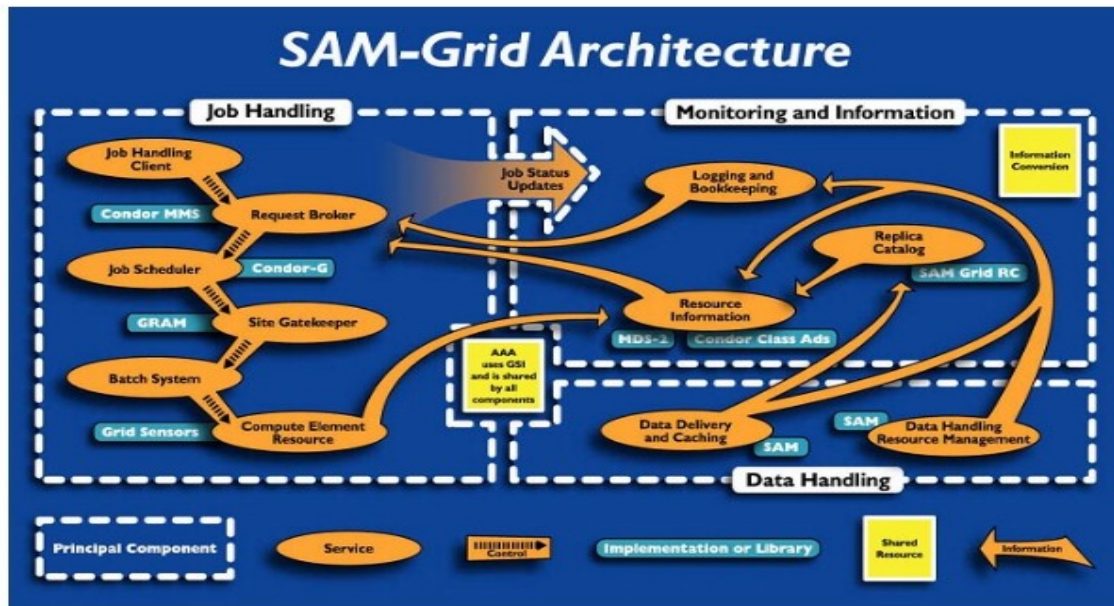 SAM-Grid Architecture
Job Handling
Monitoring and Information
Job Handling
Client
Condor MMS
Request Broker
Job Scheduler
Condor-G
GRAM
Site Gatekeeper
Batch System
Grid Sensors
Compute Element
Resource
Job Status
Updates
Logging and
Bookkeeping
Information
Conversion
Replica
Catalog
SAM Grid RC
Resource
Information
MDS-2
Condor Class Ads
AAA
uses GSI
and is shared
by all
components
Data Delivery
and Caching
SAM
SAM
Data Handling
Resource Management
Data Handling
Principal Component
Service
Control
Implementation or Library
Shared
Resource
Information